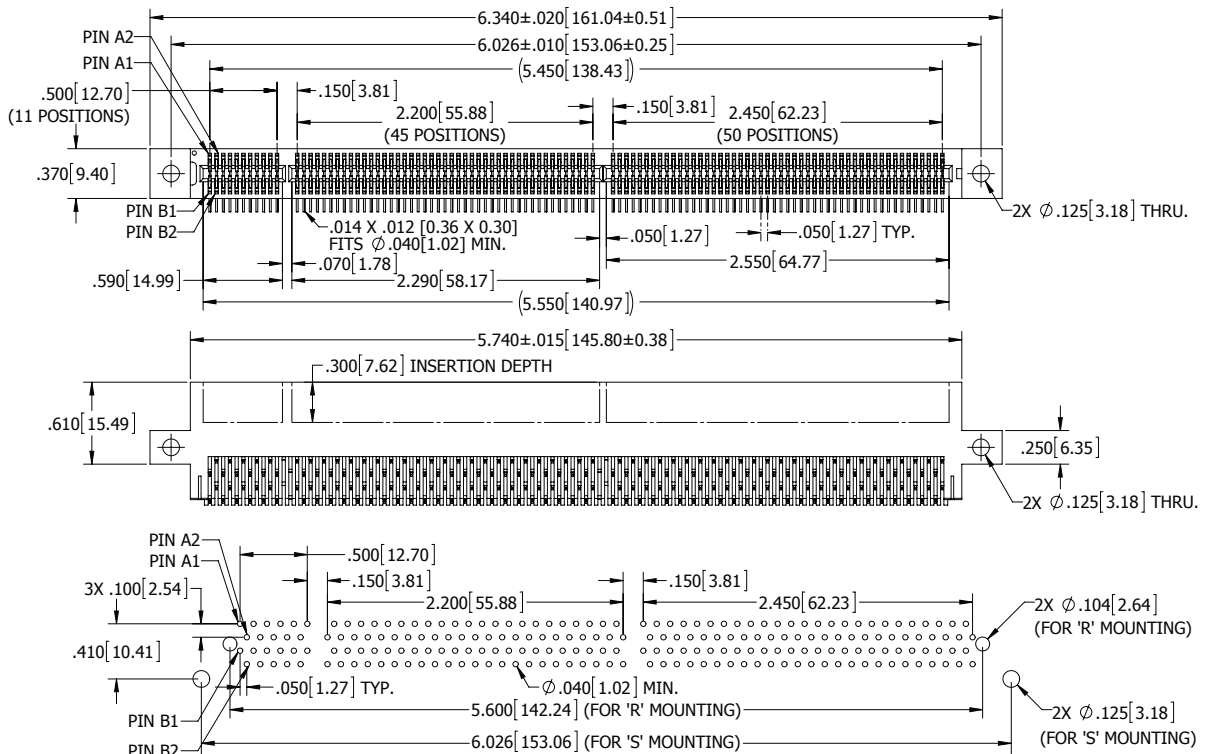 6.340±.020[161.04±0.51]
PIN A2
6.026±.010[153.06±0.25]
PIN A1
(5.450[138.43])
.500[12.70]
(11 POSITIONS)
.150[3.81]
2.200[55.88]
(45 POSITIONS)
.150[3.81]
2.450[62.23]
(50 POSITIONS)
.370[9.40]
PIN B1
PIN B2
.014 X .012 [0.36 X 0.30]
FITS ∅.040[1.02] MIN.
.050[1.27]
.050[1.27] TYP.
2X ∅.125[3.18] THRU.
.070[1.78]
.590[14.99]
2.290[58.17]
2.550[64.77]
(5.550[140.97])
5.740±.015[145.80±0.38]
.300[7.62] INSERTION DEPTH
.610[15.49]
.250[6.35]
2X ∅.125[3.18] THRU.
PIN A2
PIN A1
.500[12.70]
3X .100[2.54]
.150[3.81]
.150[3.81]
2.200[55.88]
2.450[62.23]
2X ∅.104[2.64]
(FOR 'R' MOUNTING)
.410[10.41]
.050[1.27] TYP.
∅.040[1.02] MIN.
PIN B1
5.600[142.24] (FOR 'R' MOUNTING)
2X ∅.125[3.18]
(FOR 'S' MOUNTING)
PIN B2
6.026[153.06] (FOR 'S' MOUNTING)